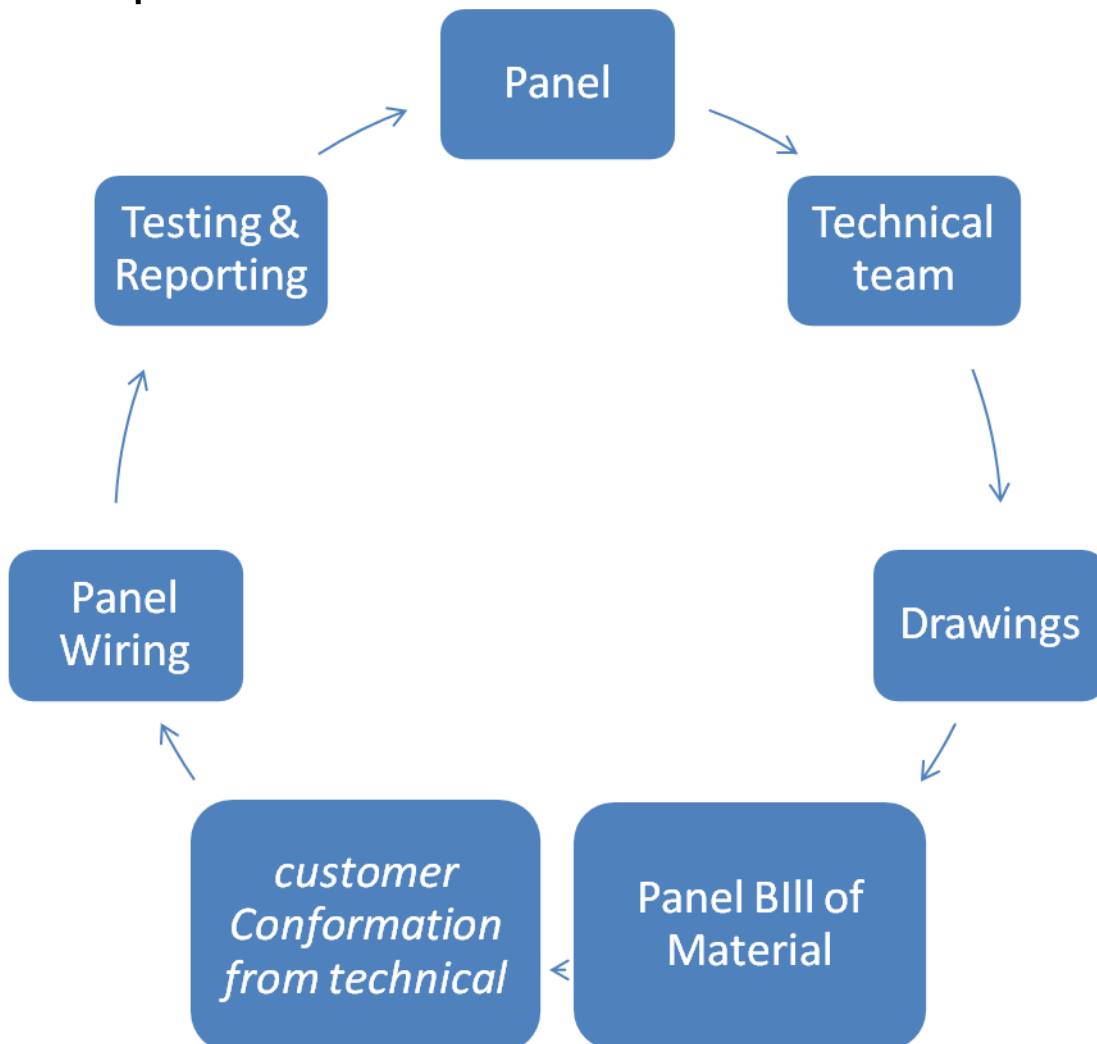 Panel
Technical
team
Drawings
Panel BIll of
Material
customer
Conformation
from technical
Panel
Wiring
Testing &
Reporting